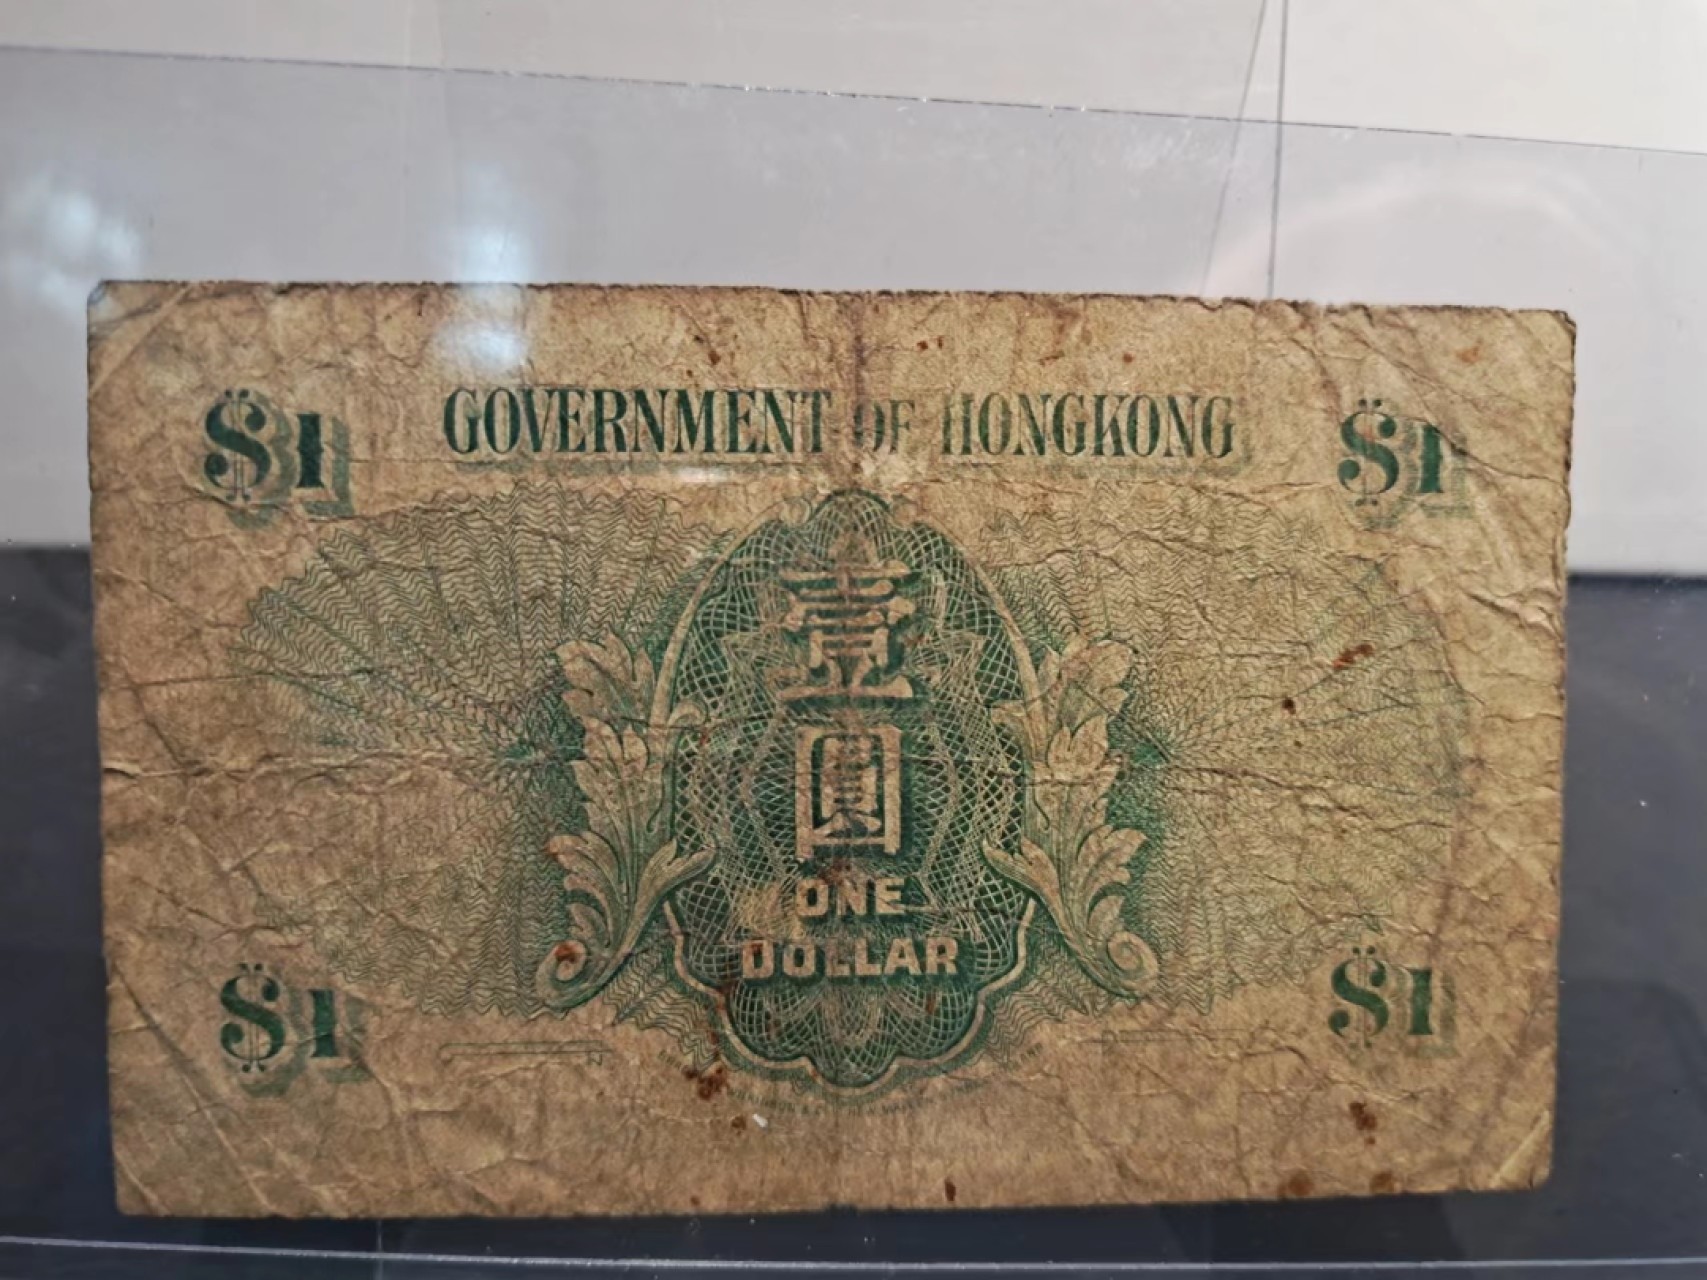 $1 GOVERNMENT OF HONGKONG $1
壹
圓
ONE
DOLLAR
$1 $1